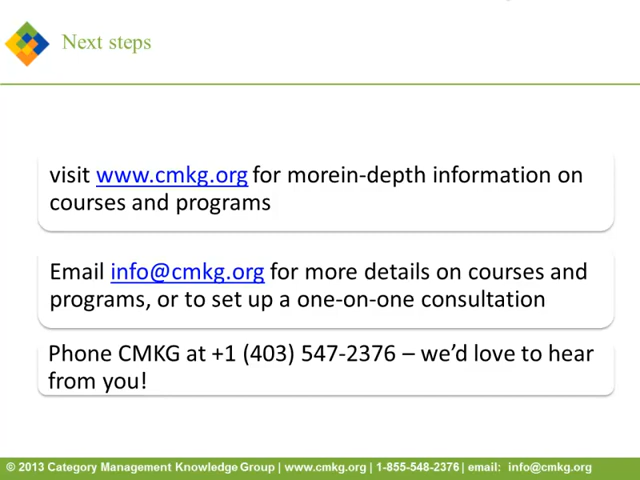 Next steps
visit www.cmkg.org for morein-depth information on
courses and programs
Email info@cmkg.org for more details on courses and
programs, or to set up a one-on-one consultation
Phone CMKG at +1 (403) 547-2376 – we’d love to hear
from you!
© 2013 Category Management Knowledge Group | www.cmkg.org | 1-855-548-2376 | email: info@cmkg.org